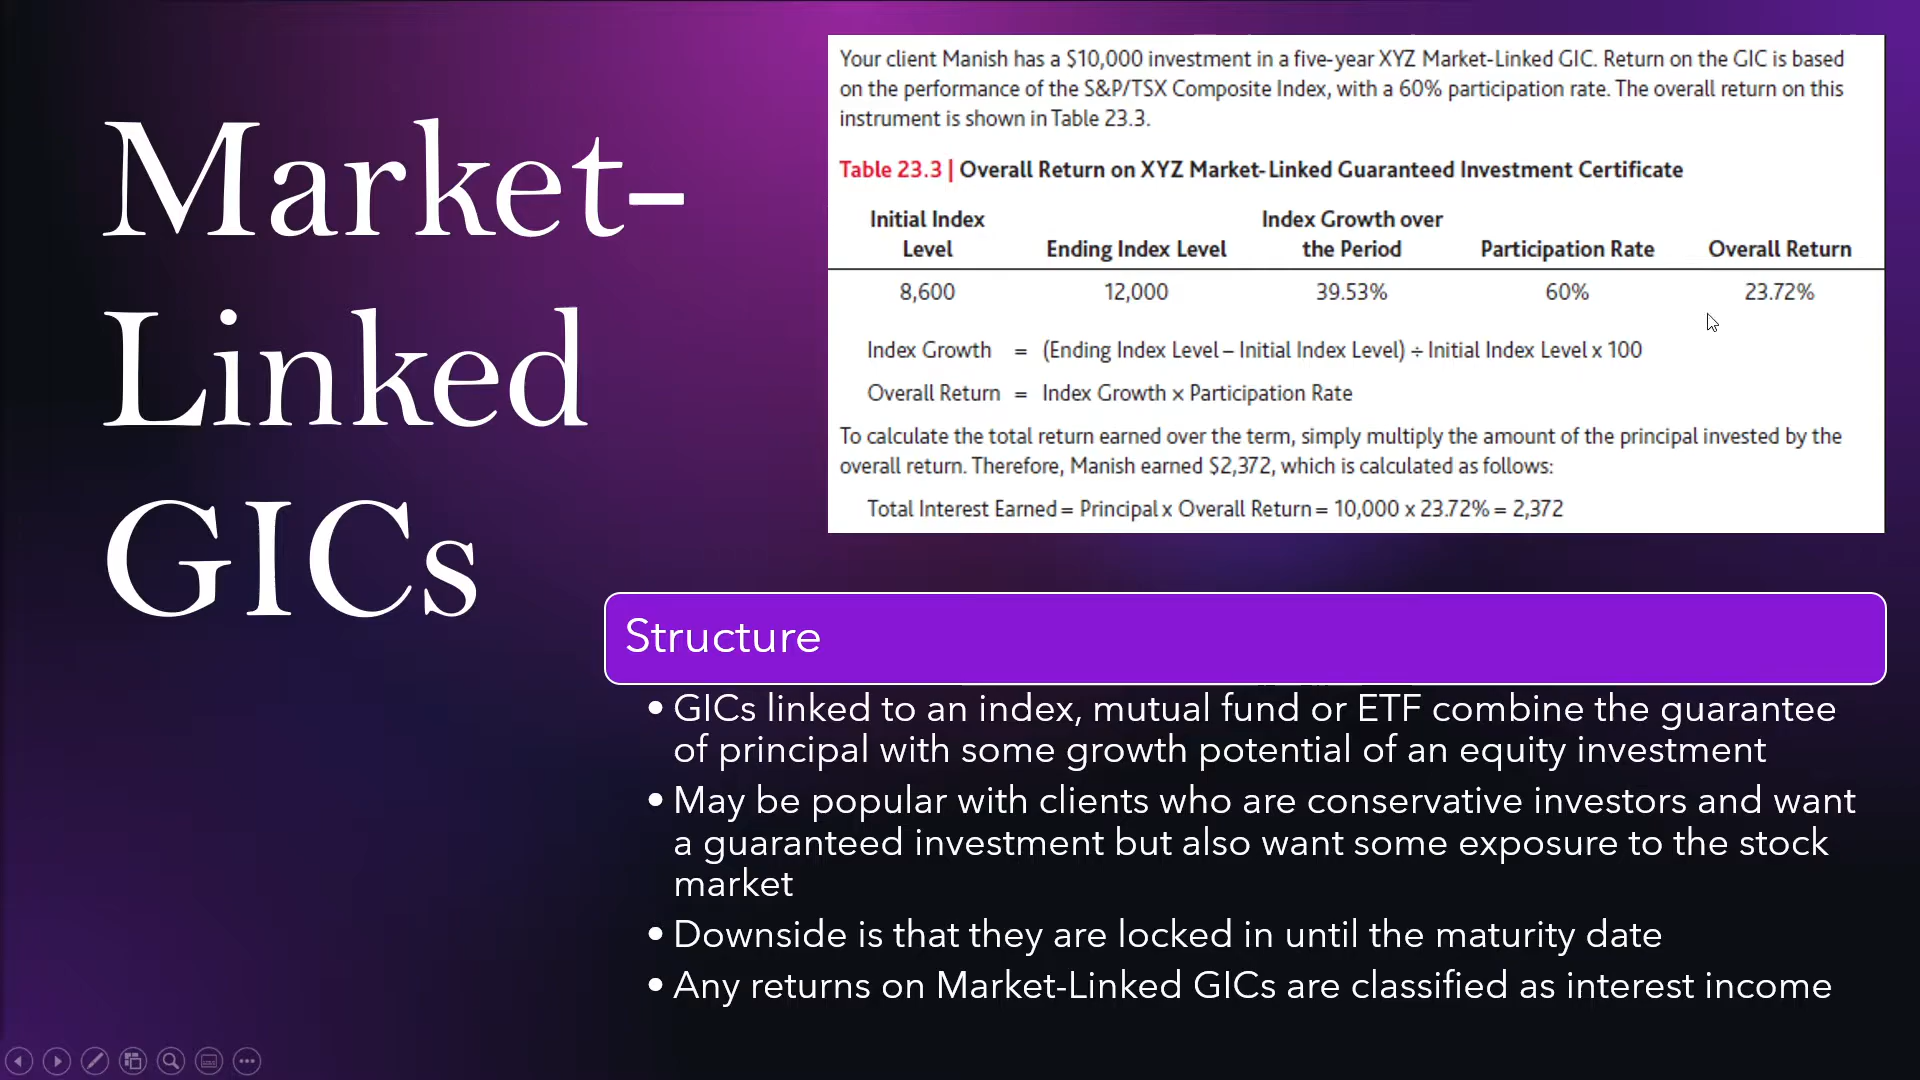 Market-
Linked
GICs
Your client Manish has a $10,000 investment in a five-year XYZ Market-Linked GIC. Return on the GIC is based
on the performance of the S&P/TSX Composite Index, with a 60% participation rate. The overall return on this
instrument is shown in Table 23.3.
Table 23.3 | Overall Return on XYZ Market-Linked Guaranteed Investment Certificate
Initial Index Level	Ending Index Level	Index Growth over the Period	Participation Rate	Overall Return
8,600	12,000	39.53%	60%	23.72%
Index Growth = (Ending Index Level – Initial Index Level) ÷ Initial Index Level x 100
Overall Return = Index Growth × Participation Rate
To calculate the total return earned over the term, simply multiply the amount of the principal invested by the
overall return. Therefore, Manish earned $2,372, which is calculated as follows:
Total Interest Earned = Principal x Overall Return = 10,000 x 23.72% = 2,372
Structure
• GICs linked to an index, mutual fund or ETF combine the guarantee
of principal with some growth potential of an equity investment
• May be popular with clients who are conservative investors and want
a guaranteed investment but also want some exposure to the stock
market
• Downside is that they are locked in until the maturity date
• Any returns on Market-Linked GICs are classified as interest income